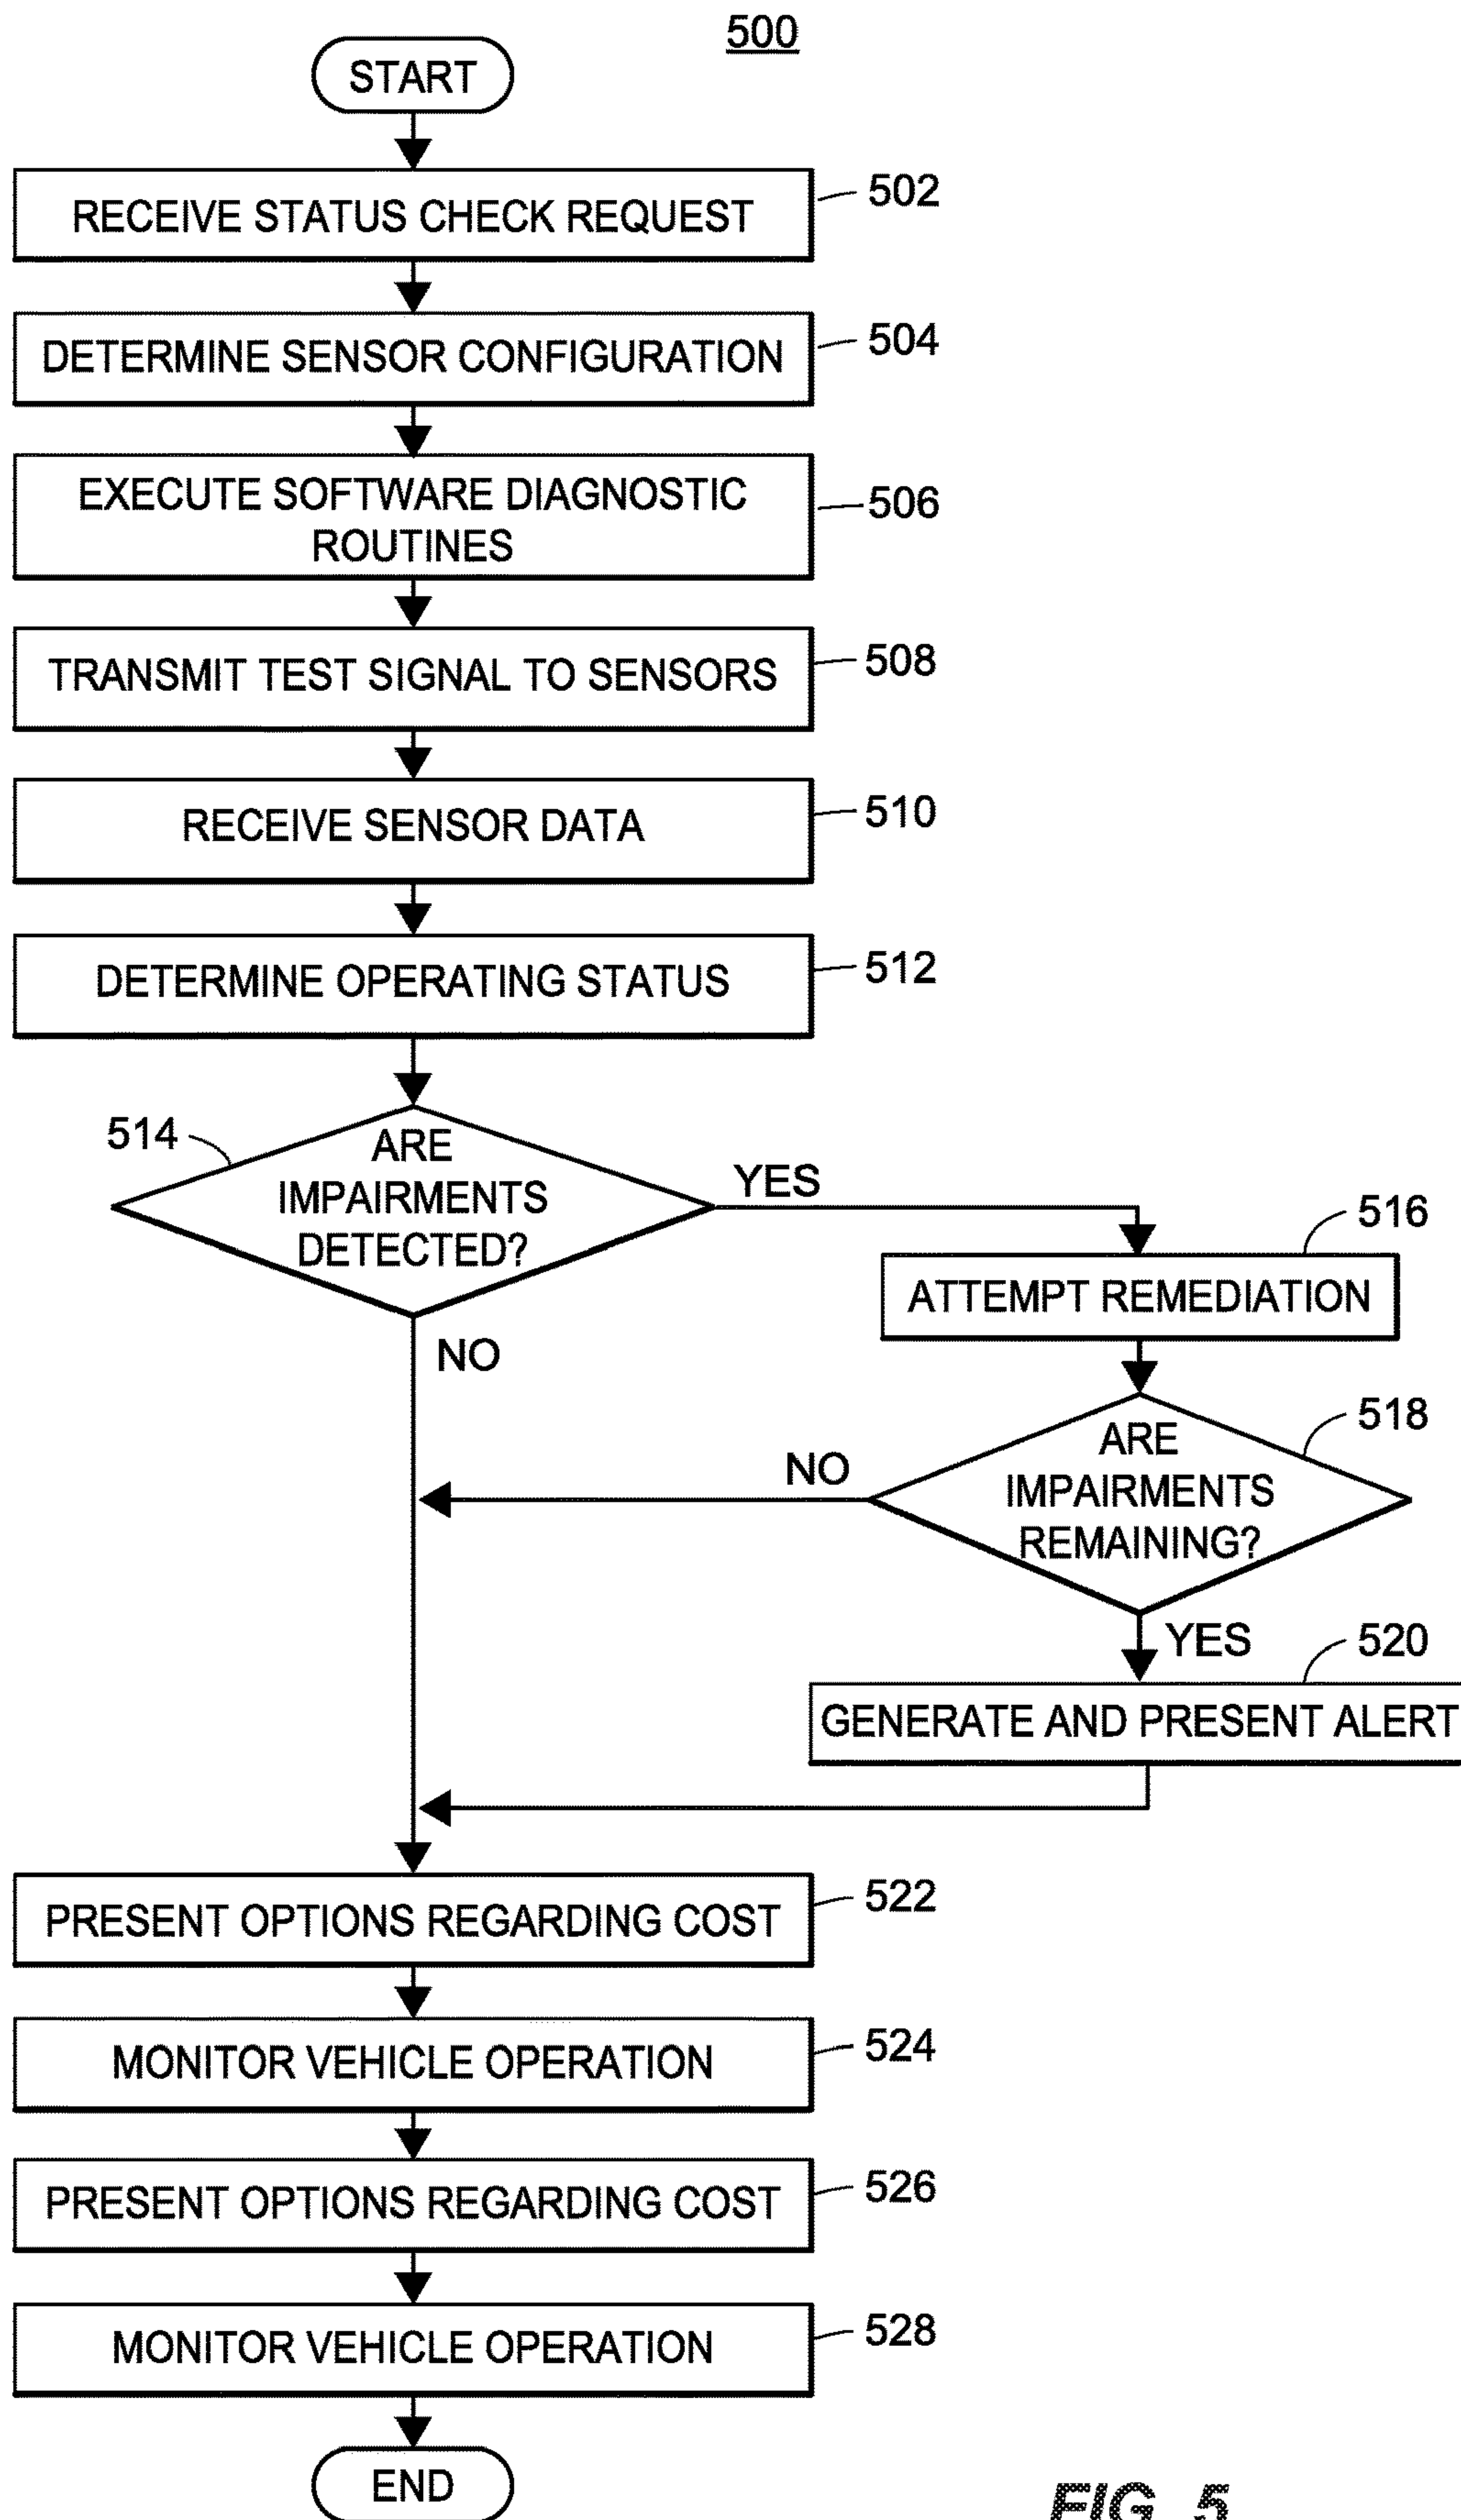 500
START
RECEIVE STATUS CHECK REQUEST
502
DETERMINE SENSOR CONFIGURATION
504
EXECUTE SOFTWARE DIAGNOSTIC
ROUTINES
506
TRANSMIT TEST SIGNAL TO SENSORS
508
RECEIVE SENSOR DATA
510
DETERMINE OPERATING STATUS
512
514
ARE
IMPAIRMENTS
DETECTED?
YES
NO
516
ATTEMPT REMEDIATION
518
ARE
IMPAIRMENTS
REMAINING?
NO
YES
520
GENERATE AND PRESENT ALERT
PRESENT OPTIONS REGARDING COST
522
MONITOR VEHICLE OPERATION
524
PRESENT OPTIONS REGARDING COST
526
MONITOR VEHICLE OPERATION
528
END
FIG. 5